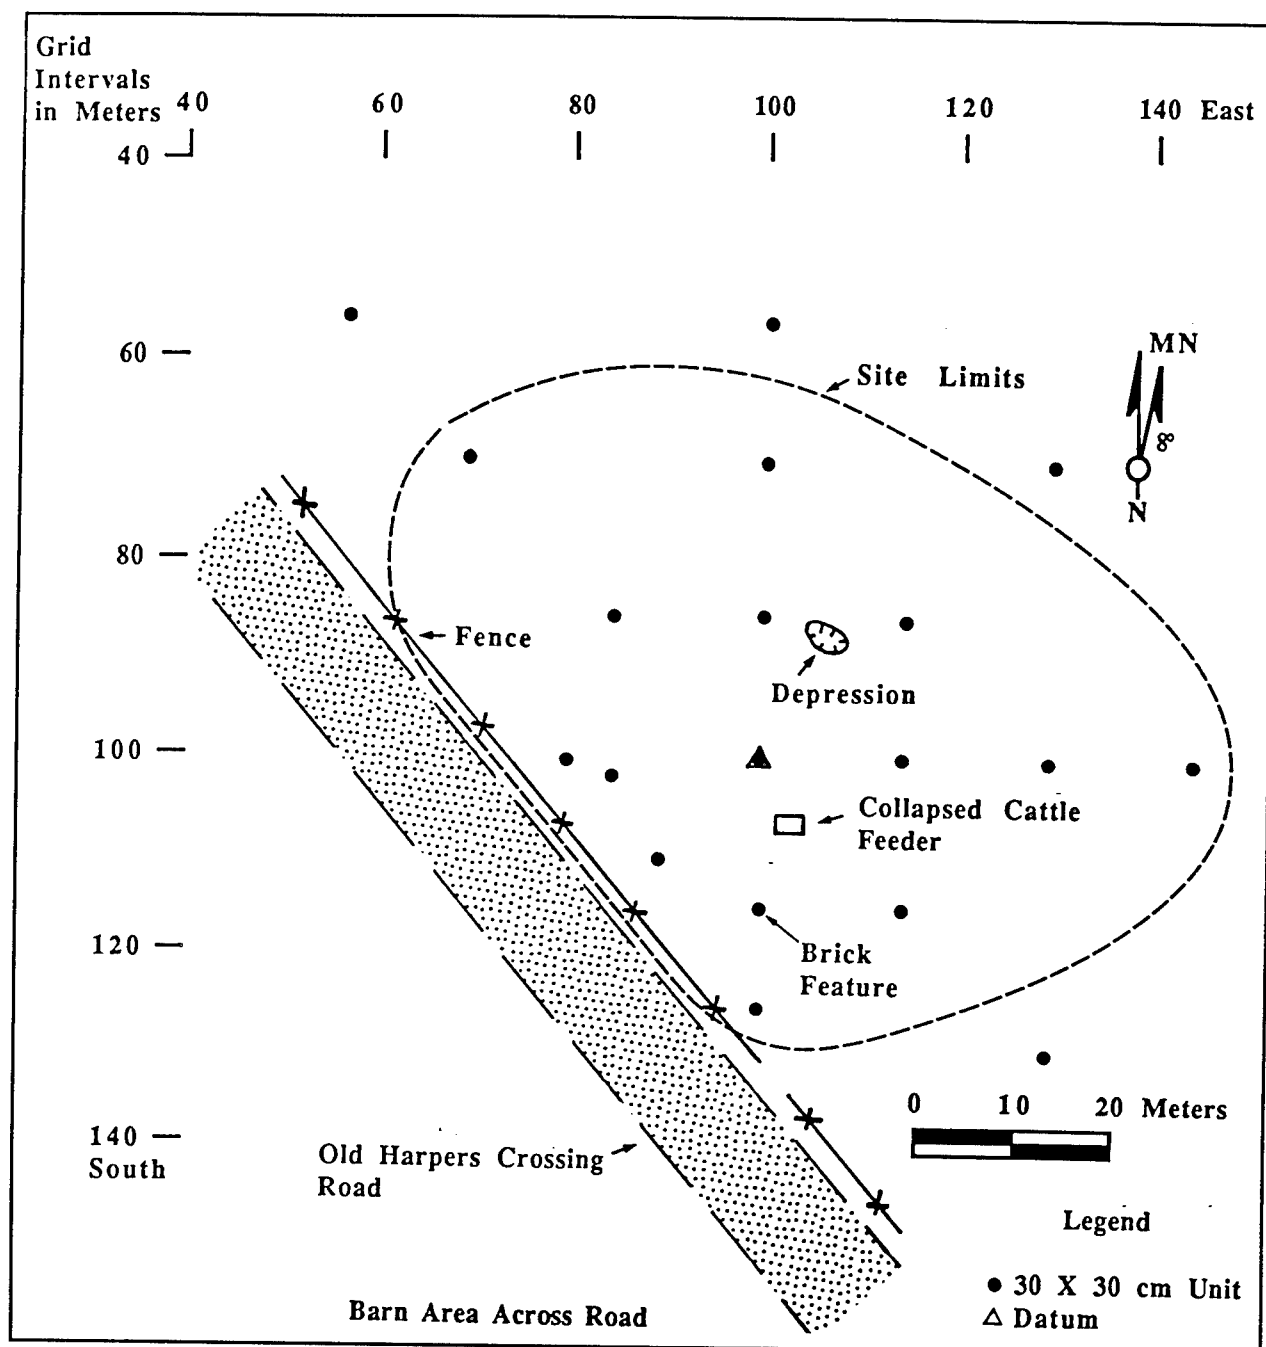 Grid
Intervals
in Meters
40 60 80 100 120 140 East
40
60
MN
Site Limits
8°
N
80
Fence
Depression
100
Collapsed Cattle
Feeder
120
Brick
Feature
0 10 20 Meters
140
South
Old Harpers Crossing
Road
Legend
30 X 30 cm Unit
Datum
Barn Area Across Road